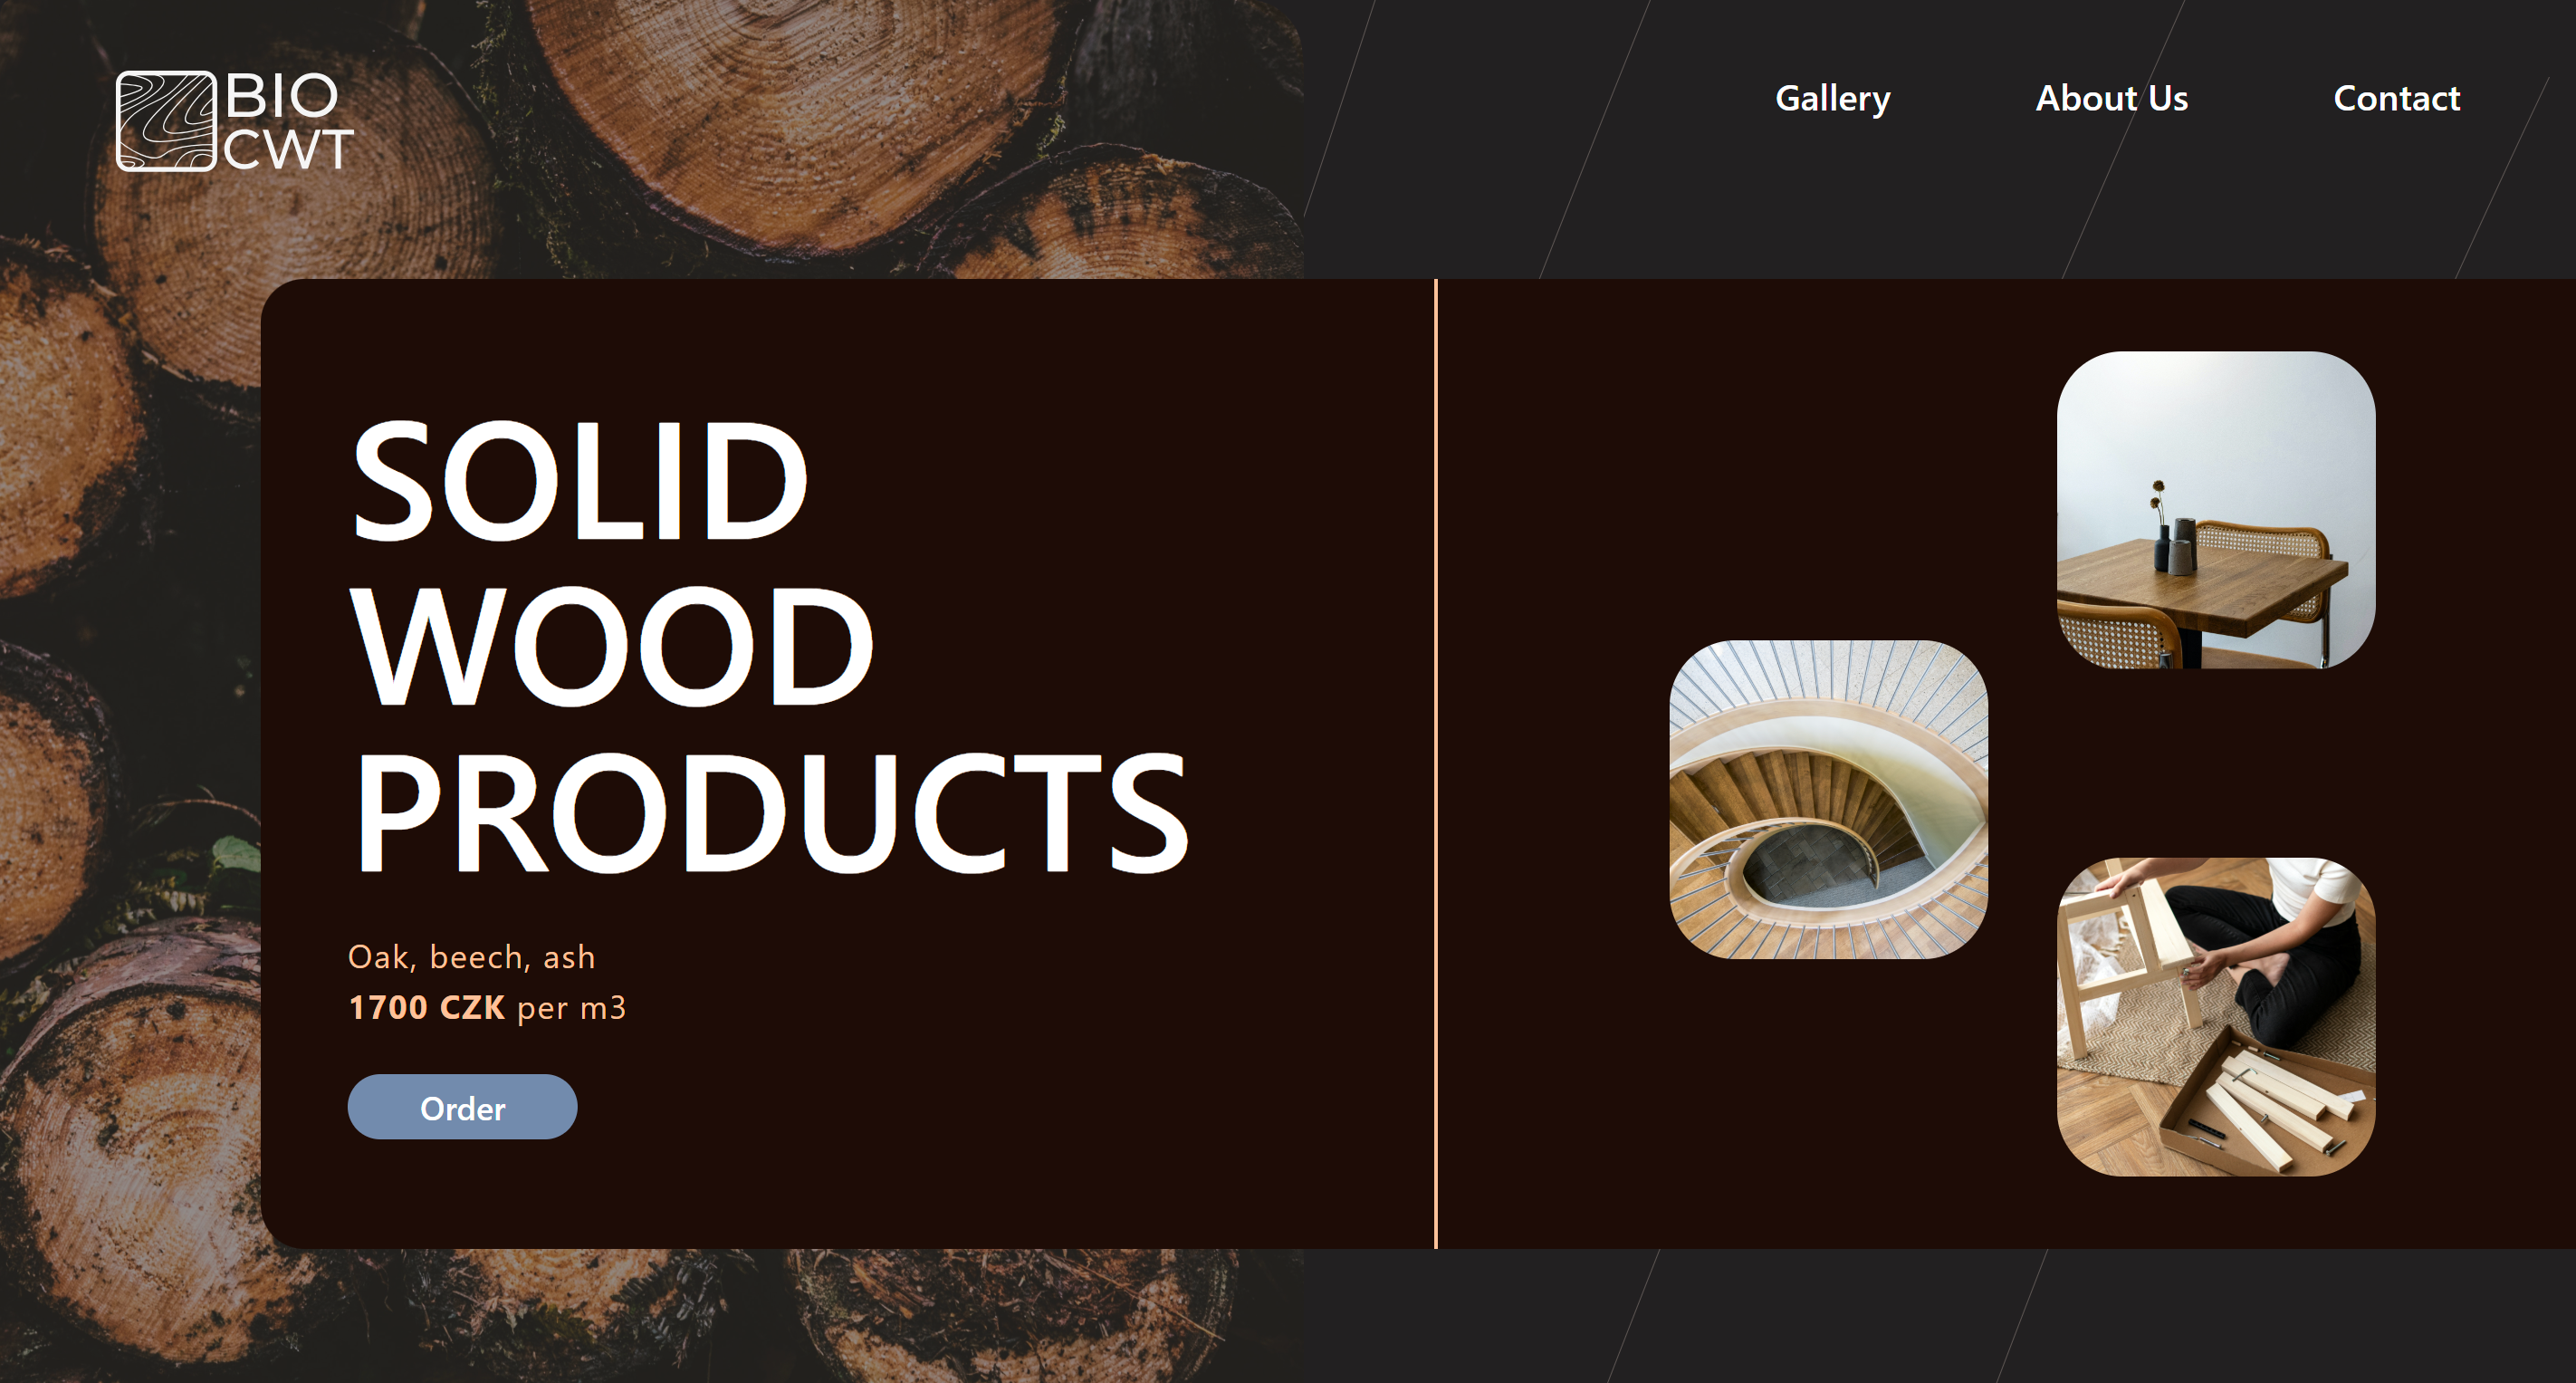 BIO
CWT
Gallery
About Us
Contact
SOLID
WOOD
PRODUCTS
Oak, beech, ash
1700 CZK per m3
Order